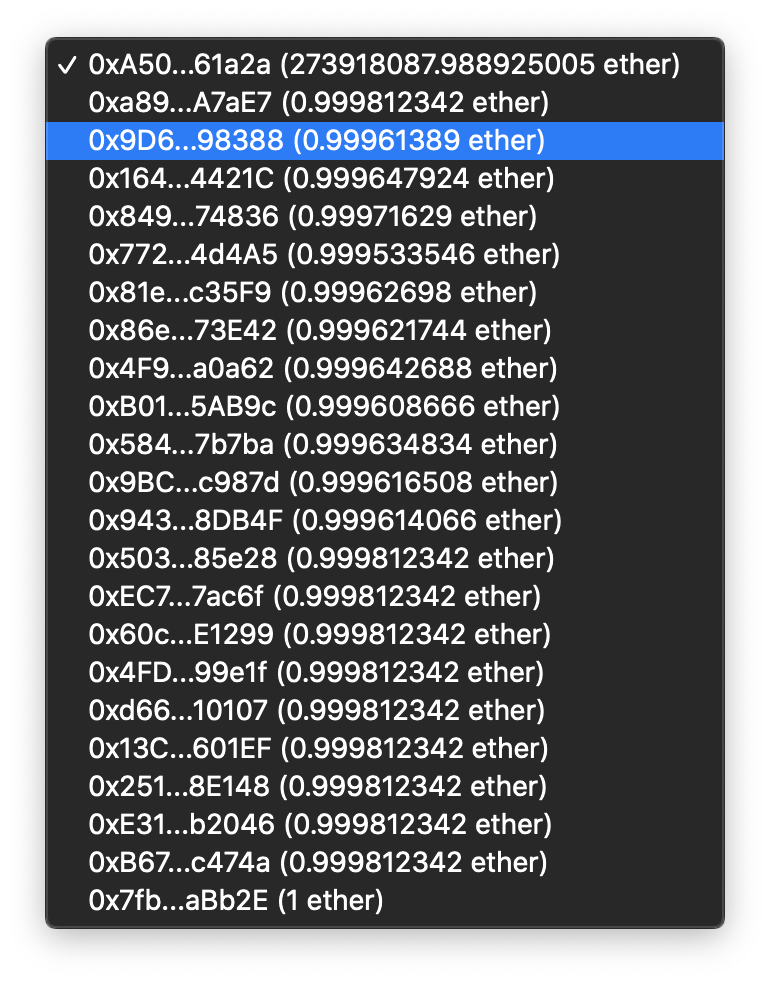 ✓ 0xA50...61a2a (273918087.988925005 ether)
0xa89...A7aE7 (0.999812342 ether)
0x9D6...98388 (0.99961389 ether)
0x164...4421C (0.999647924 ether)
0x849...74836 (0.99971629 ether)
0x772...4d4A5 (0.999533546 ether)
0x81e...c35F9 (0.99962698 ether)
0x86e...73E42 (0.999621744 ether)
0x4F9...a0a62 (0.999642688 ether)
0xB01...5AB9c (0.999608666 ether)
0x584...7b7ba (0.999634834 ether)
0x9BC...c987d (0.999616508 ether)
0x943...8DB4F (0.999614066 ether)
0x503...85e28 (0.999812342 ether)
0xEC7...7ac6f (0.999812342 ether)
0x60c...E1299 (0.999812342 ether)
0x4FD...99e1f (0.999812342 ether)
0xd66...10107 (0.999812342 ether)
0x13C...601EF (0.999812342 ether)
0x251...8E148 (0.999812342 ether)
0xE31...b2046 (0.999812342 ether)
0xB67...c474a (0.999812342 ether)
0x7fb...aBb2E (1 ether)